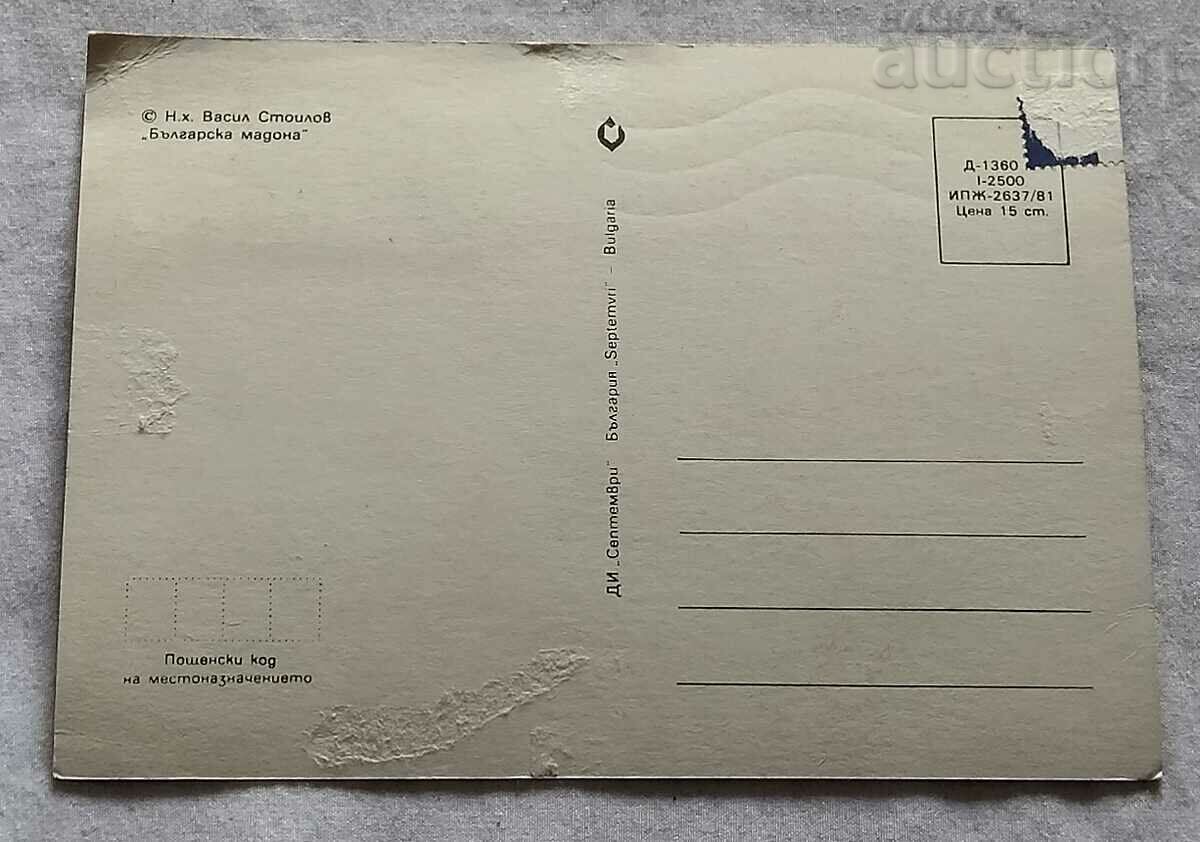 © Н.х. Васил Стоилов
„Българска мадона“
Д-1360
I-2500
ИПЖ-2637/81
Цена 15 ст.
ДИ „Септември“ България „Septemvri“ – Bulgaria
Пощенски код
на местоназначението
auction